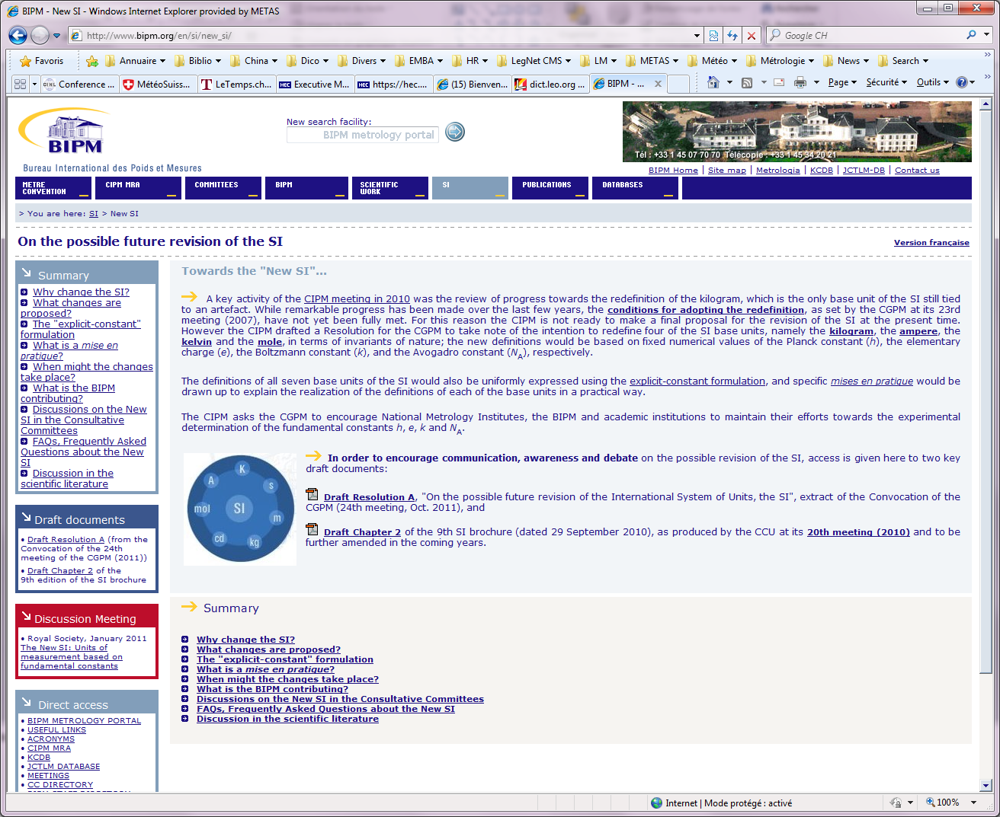 BIPM - New SI - Windows Internet Explorer provided by METAS
http://www.bipm.org/en/si/new_si/
Google CH
Favoris
Annuaire
Biblio
China
Dico
Divers
EMBA
HR
LegNet CMS
LM
METAS
Météo
Métrologie
News
Search
Conference ...
MétéoSuiss...
LeTemps.ch...
Executive M...
https://hec....
(15) Bienven...
dict.leo.org ...
BIPM - ...
Page
Sécurité
Outils
BIPM
Bureau International des Poids et Mesures
New search facility:
BIPM metrology portal
Tél : +33 1 45 07 70 70 Télécopie : +33 1 45 34 20 21
BIPM Home | Site map | Metrologia | KCDB | JCTLM-DB | Contact us
METRE CONVENTION
CIPM MRA
COMMITTEES
BIPM
SCIENTIFIC WORK
SI
PUBLICATIONS
DATABASES
> You are here: SI > New SI
On the possible future revision of the SI
Version française
Summary
Why change the SI?
What changes are
proposed?
The "explicit-constant"
formulation
What is a mise en
pratique?
When might the changes
take place?
What is the BIPM
contributing?
Discussions on the New
SI in the Consultative
Committees
FAQs, Frequently Asked
Questions about the New
SI
Discussion in the
scientific literature
Draft documents
• Draft Resolution A (from the
Convocation of the 24th
meeting of the CGPM (2011))
• Draft Chapter 2 of the
9th edition of the SI brochure
Discussion Meeting
• Royal Society, January 2011
The New SI: Units of
measurement based on
fundamental constants
Direct access
• BIPM METROLOGY PORTAL
• USEFUL LINKS
• ACRONYMS
• CIPM MRA
• KCDB
• JCTLM DATABASE
• MEETINGS
• CC DIRECTORY
Towards the "New SI"...
A key activity of the CIPM meeting in 2010 was the review of progress towards the redefinition of the kilogram, which is the only base unit of the SI still tied
to an artefact. While remarkable progress has been made over the last few years, the conditions for adopting the redefinition, as set by the CGPM at its 23rd
meeting (2007), have not yet been fully met. For this reason the CIPM is not ready to make a final proposal for the revision of the SI at the present time.
However the CIPM drafted a Resolution for the CGPM to take note of the intention to redefine four of the SI base units, namely the kilogram, the ampere, the
kelvin and the mole, in terms of invariants of nature; the new definitions would be based on fixed numerical values of the Planck constant (h), the elementary
charge (e), the Boltzmann constant (k), and the Avogadro constant (NA), respectively.
The definitions of all seven base units of the SI would also be uniformly expressed using the explicit-constant formulation, and specific mises en pratique would be
drawn up to explain the realization of the definitions of each of the base units in a practical way.
The CIPM asks the CGPM to encourage National Metrology Institutes, the BIPM and academic institutions to maintain their efforts towards the experimental
determination of the fundamental constants h, e, k and NA.
K
A
s
mol
SI
m
cd
kg
In order to encourage communication, awareness and debate on the possible revision of the SI, access is given here to two key
draft documents:
Draft Resolution A, "On the possible future revision of the International System of Units, the SI", extract of the Convocation of the
CGPM (24th meeting, Oct. 2011), and
Draft Chapter 2 of the 9th SI brochure (dated 29 September 2010), as produced by the CCU at its 20th meeting (2010) and to be
further amended in the coming years.
Summary
Why change the SI?
What changes are proposed?
The "explicit-constant" formulation
What is a mise en pratique?
When might the changes take place?
What is the BIPM contributing?
Discussions on the New SI in the Consultative Committees
FAQs, Frequently Asked Questions about the New SI
Discussion in the scientific literature
Internet | Mode protégé : activé
100%